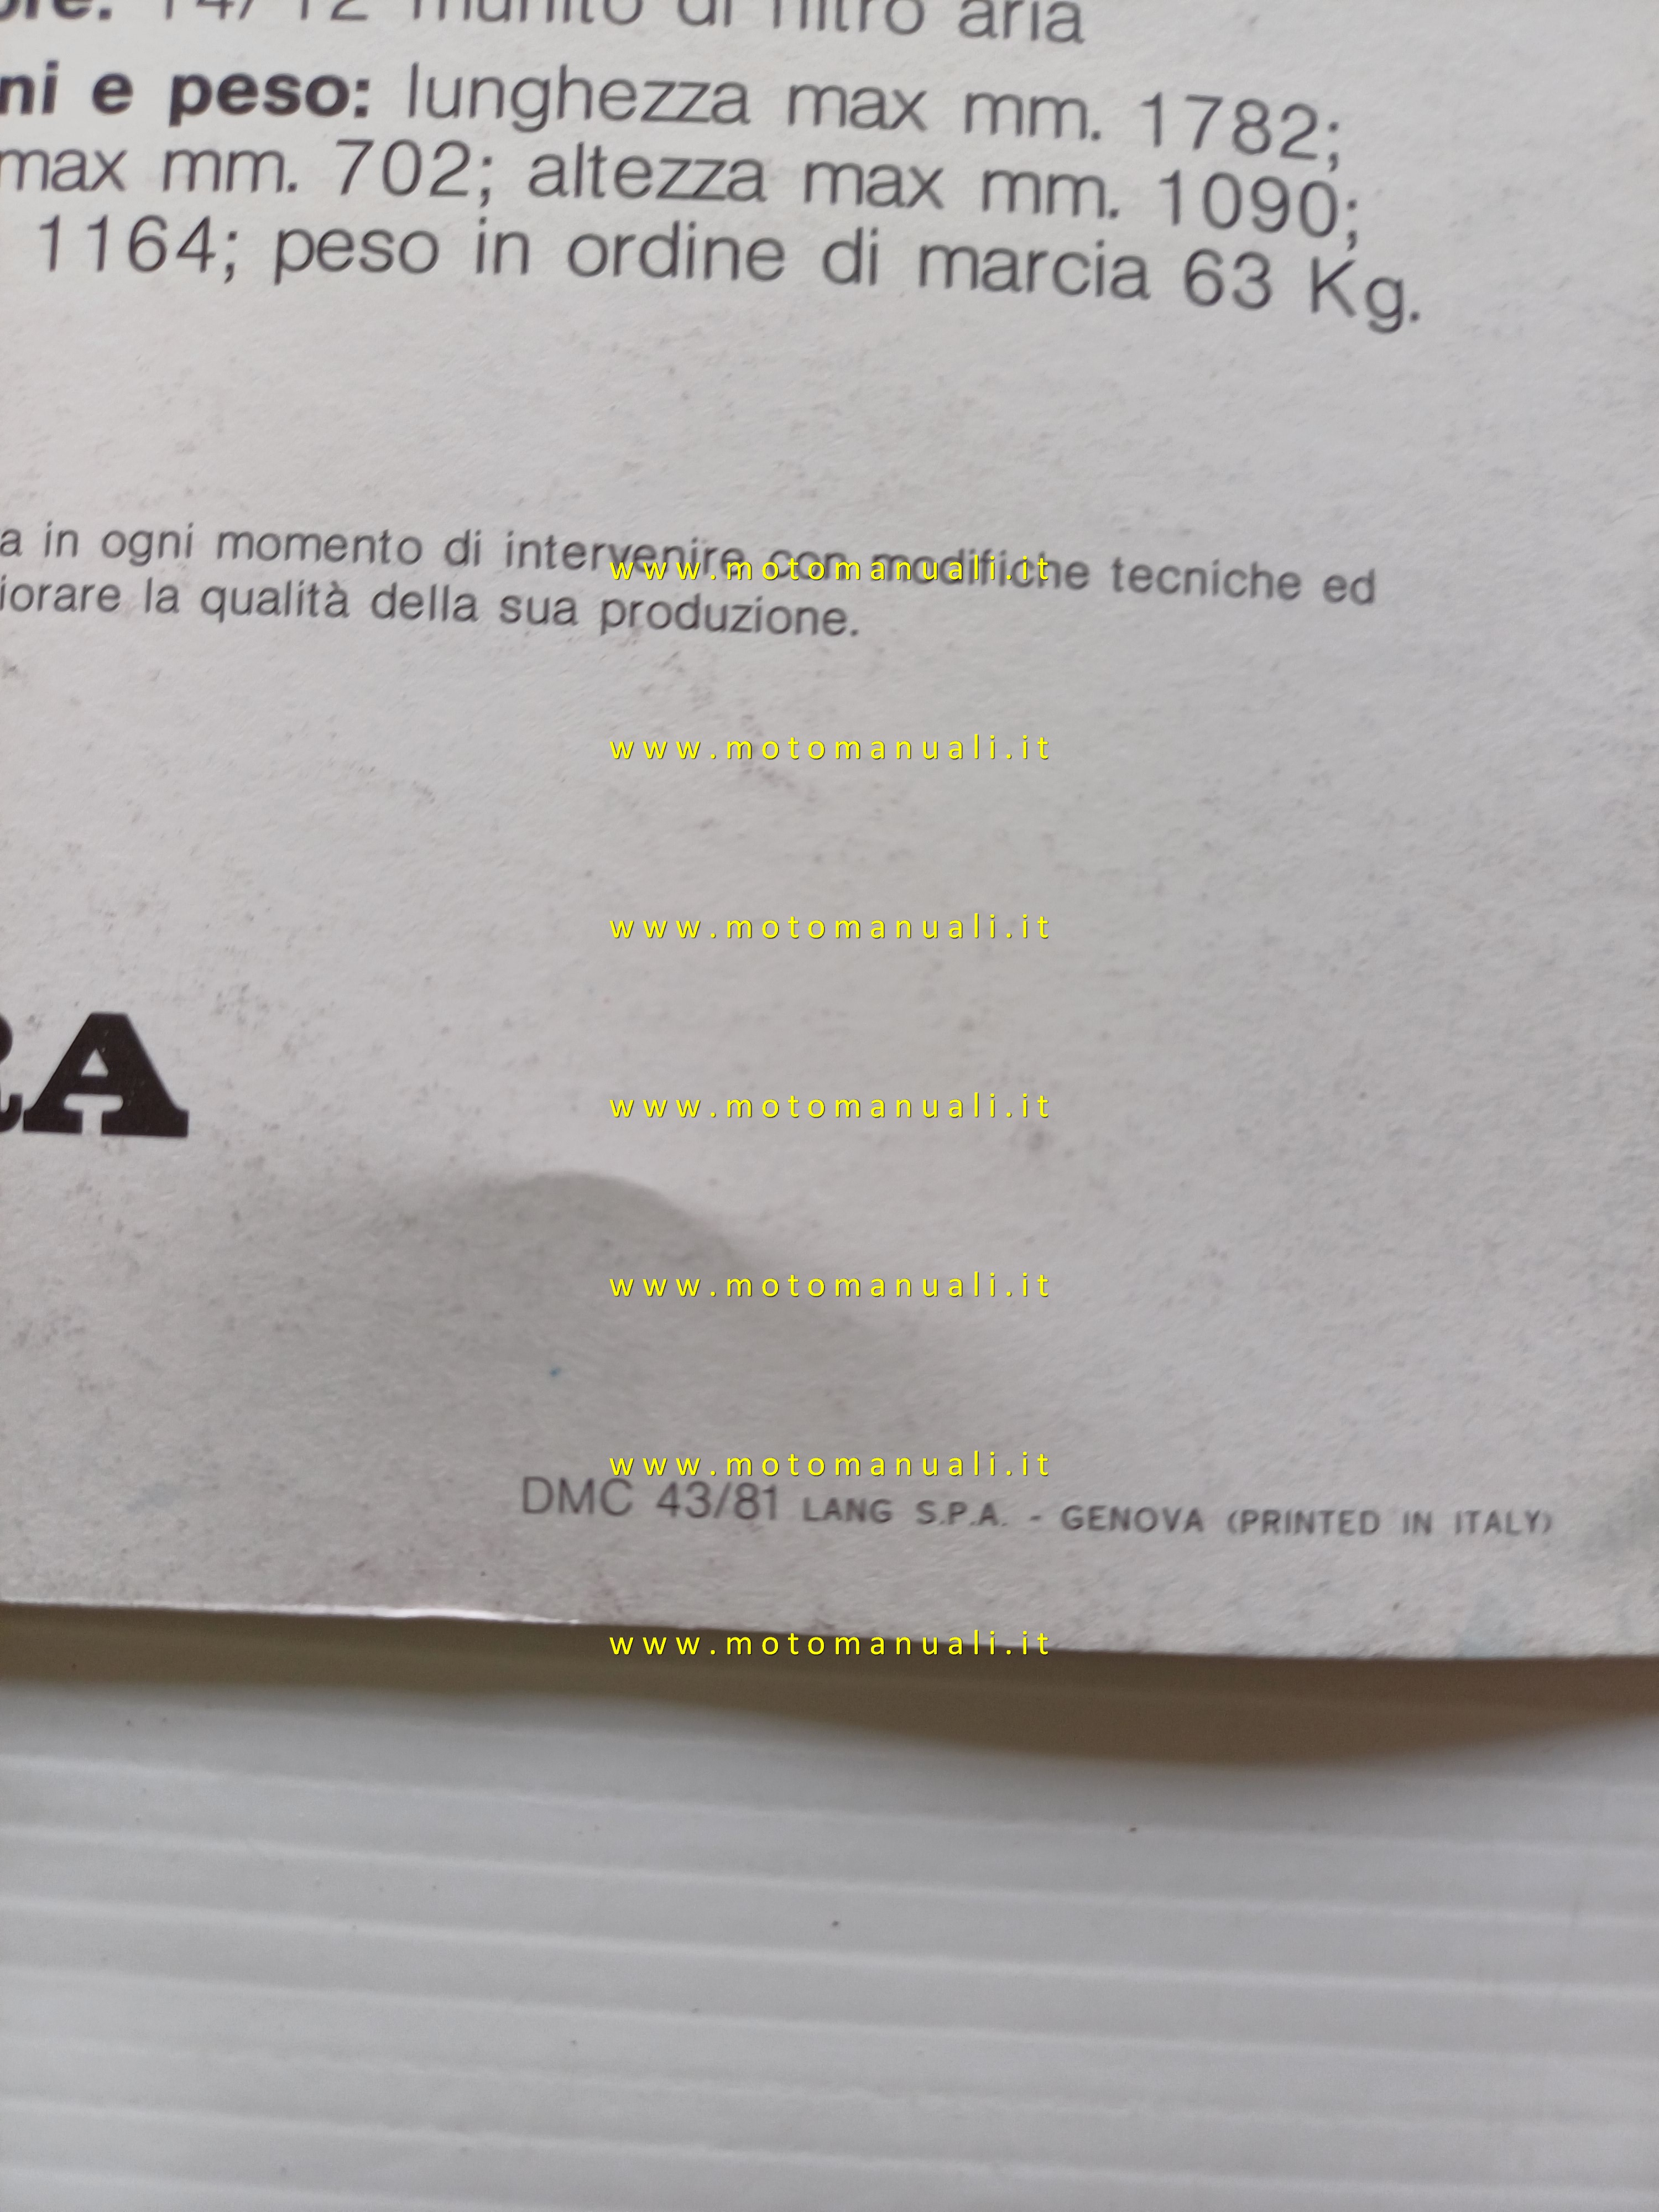 14/12 munito di filtro aria
ni e peso: lunghezza max mm. 1782;
max mm. 702; altezza max mm. 1090;
1164; peso in ordine di marcia 63 Kg.
a in ogni momento di intervenire con modifiche tecniche ed
www.motomanuali.it
iorare la qualità della sua produzione.
www.motomanuali.it
www.motomanuali.it
RA
www.motomanuali.it
www.motomanuali.it
www.motomanuali.it
DMC 43/81 LANG S.P.A. - GENOVA (PRINTED IN ITALY)
www.motomanuali.it